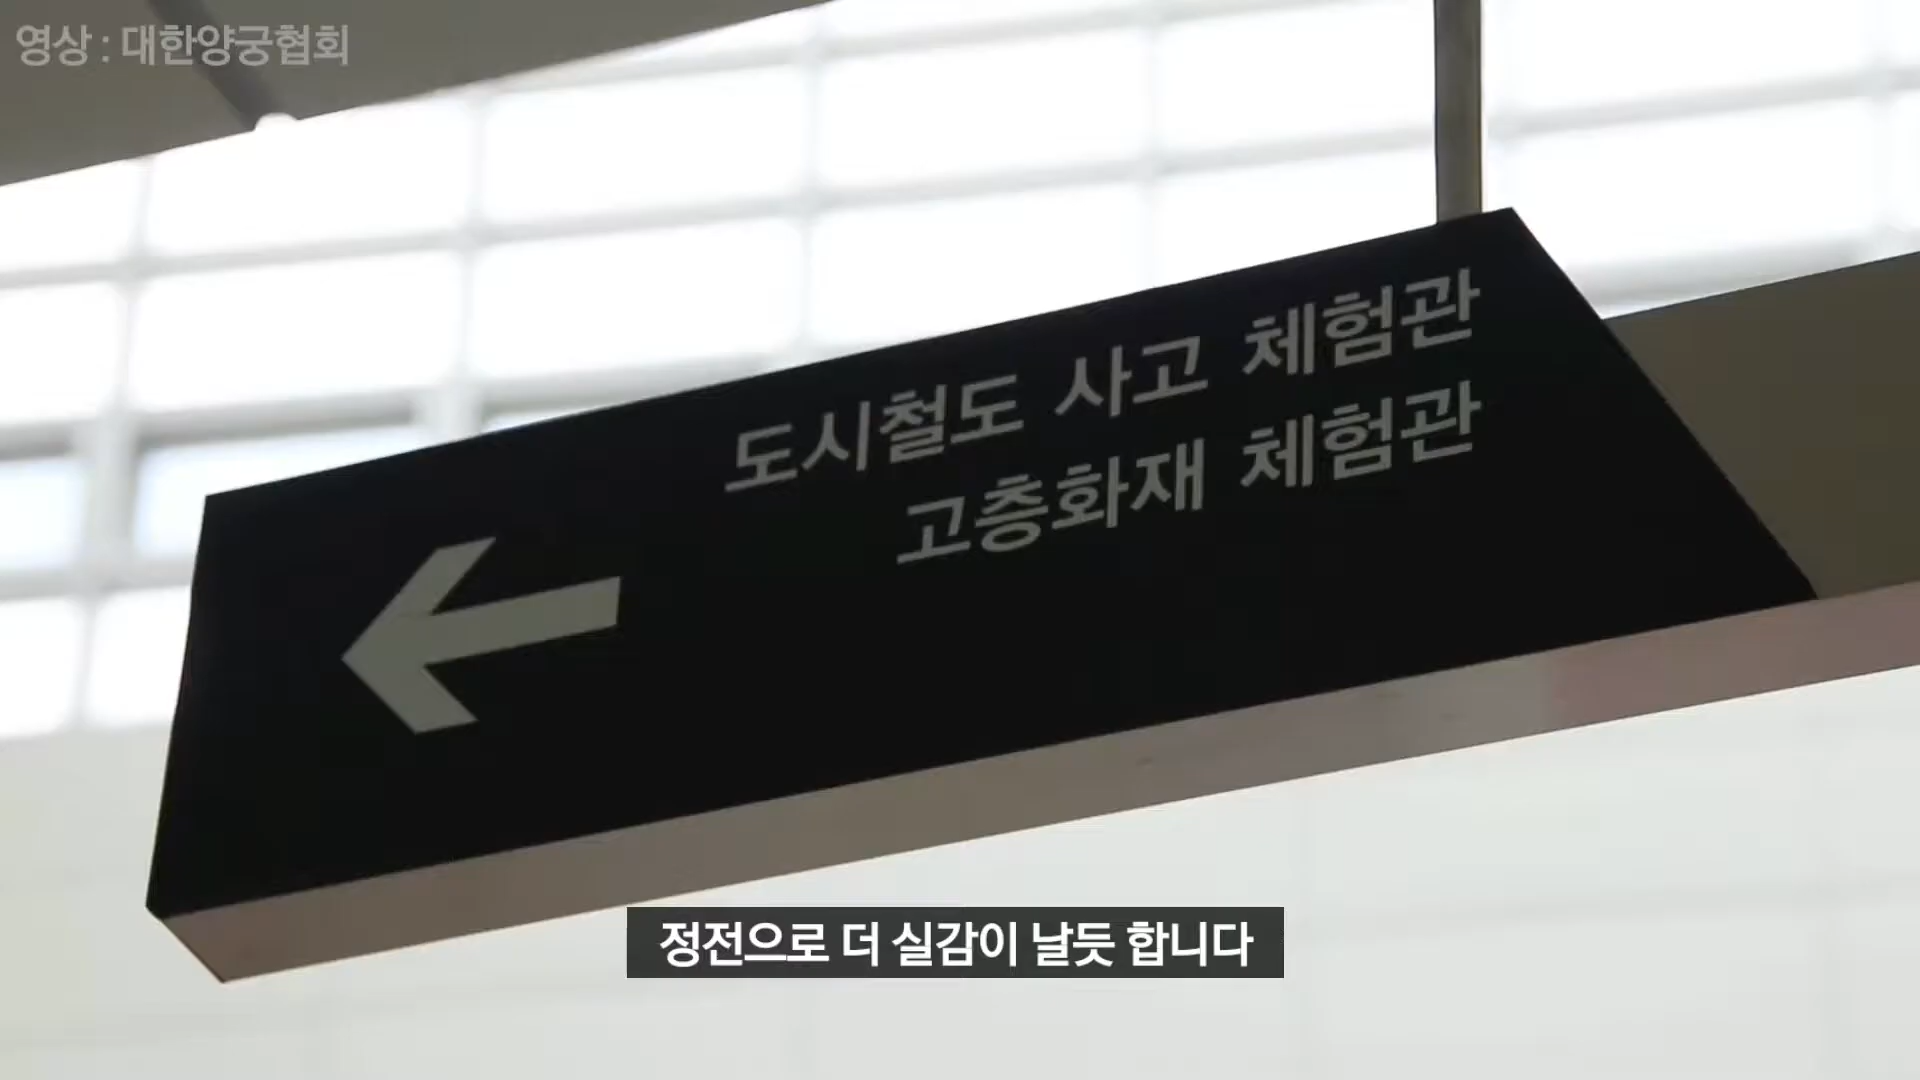 영상 : 대한양궁협회
도시철도 사고 체험관
고층화재 체험관
정전으로 더 실감이 날듯 합니다